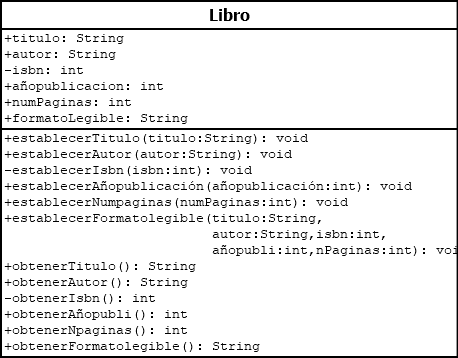 Libro
+titulo: String
+autor: String
-isbn: int
+añopublicacion: int
+numPaginas: int
+formatoLegible: String
+establecerTitulo(titulo:String): void
+establecerAutor(autor:String): void
-establecerIsbn(isbn:int): void
+establecerAñopublicación(añopublicación:int): void
+establecerNumpaginas(numPaginas:int): void
+establecerFormatolegible(titulo:String,
autor:String,isbn:int,
añopubli:int,nPaginas:int): voi
+obtenerTitulo(): String
+obtenerAutor(): String
-obtenerIsbn(): int
+obtenerAñopubli(): int
+obtenerNpaginas(): int
+obtenerFormatolegible(): String